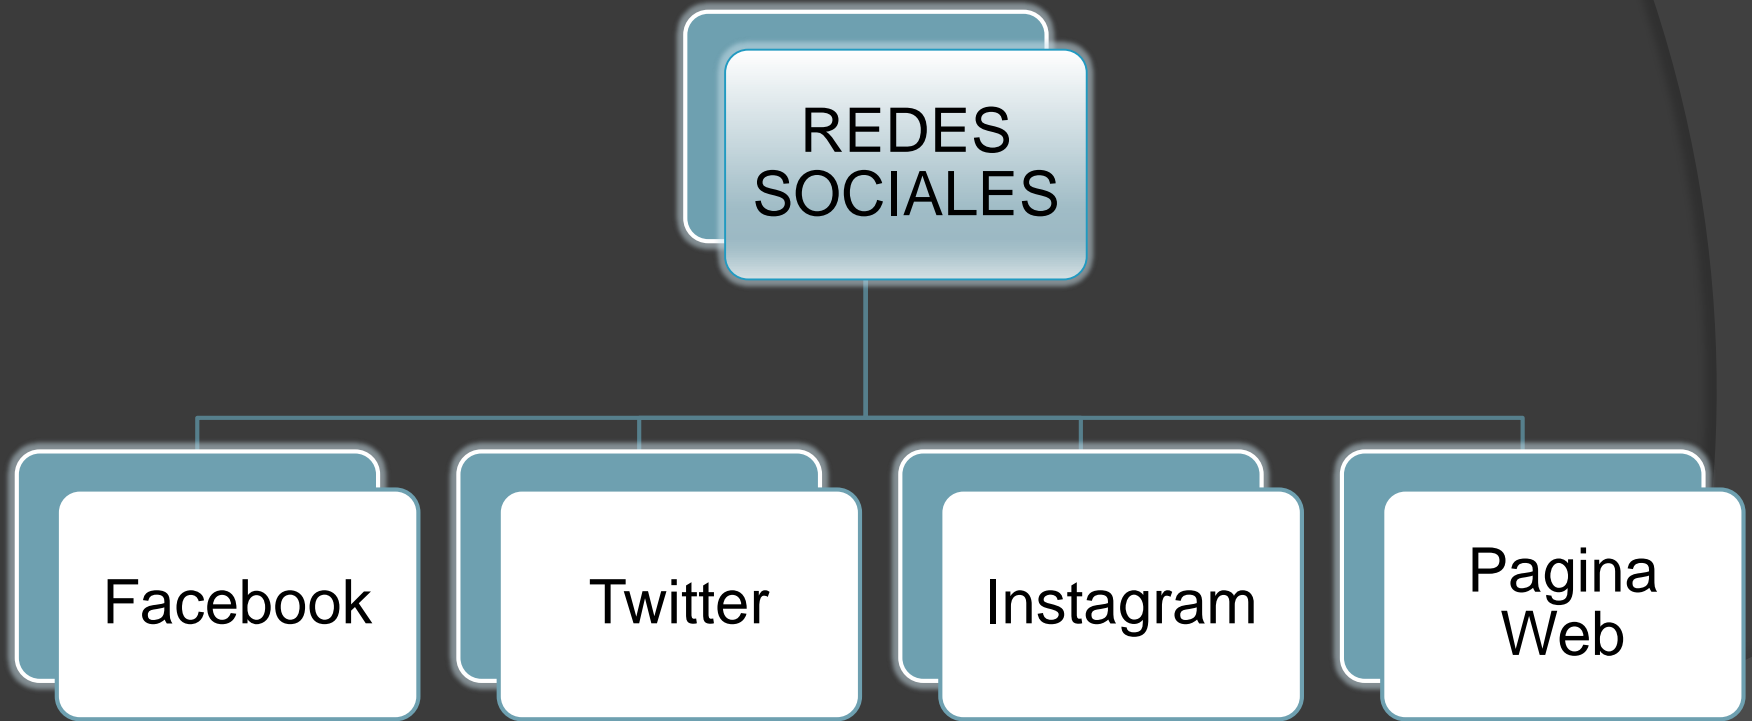 REDES
SOCIALES
Facebook
Twitter
Instagram
Pagina
Web